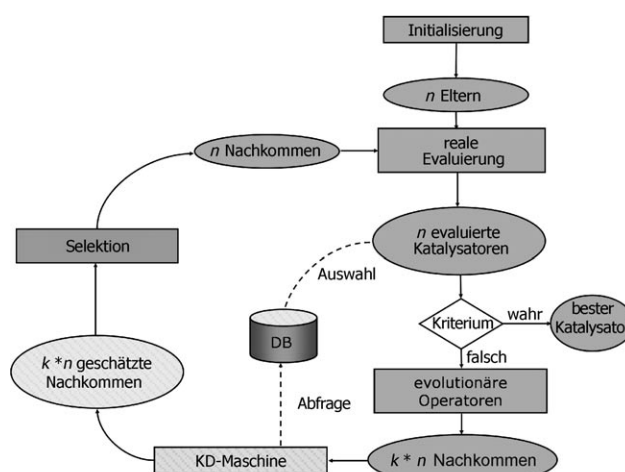 Initialisierung
n Eltern
n Nachkommen
reale
Evaluierung
Selektion
n evaluierte
Katalysatoren
Auswahl
DB
Kriterium
wahr
bester
Katalysato
falsch
k * n geschätzte
Nachkommen
Abfrage
evolutionäre
Operatoren
KD-Maschine
k * n Nachkommen